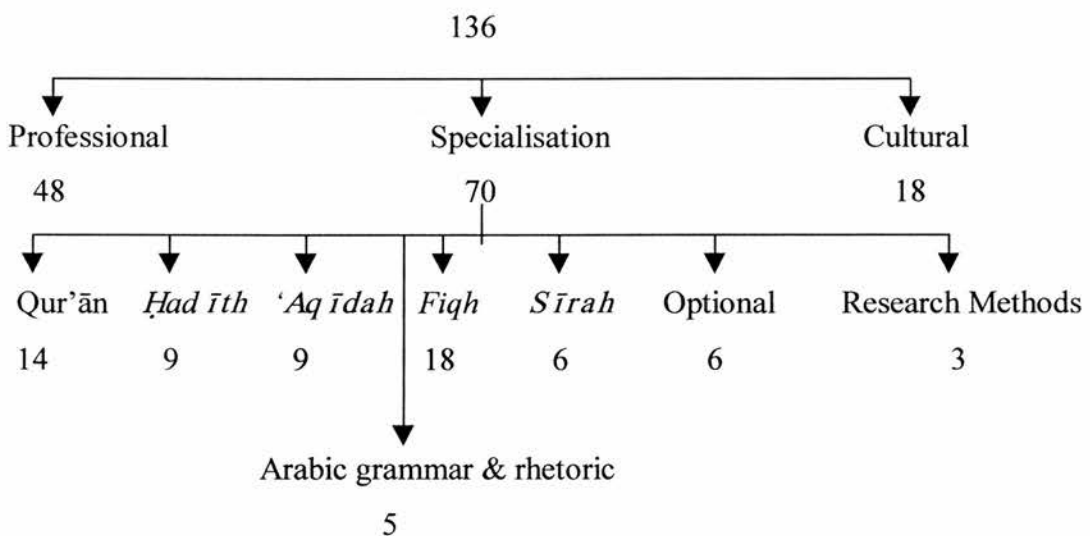 136
Professional Specialisation Cultural
48 70 18
Qur’ān Ḥadīth ‘Aqīdah Fiqh Sīrah Optional Research Methods
14 9 9 18 6 6 3
Arabic grammar & rhetoric
5